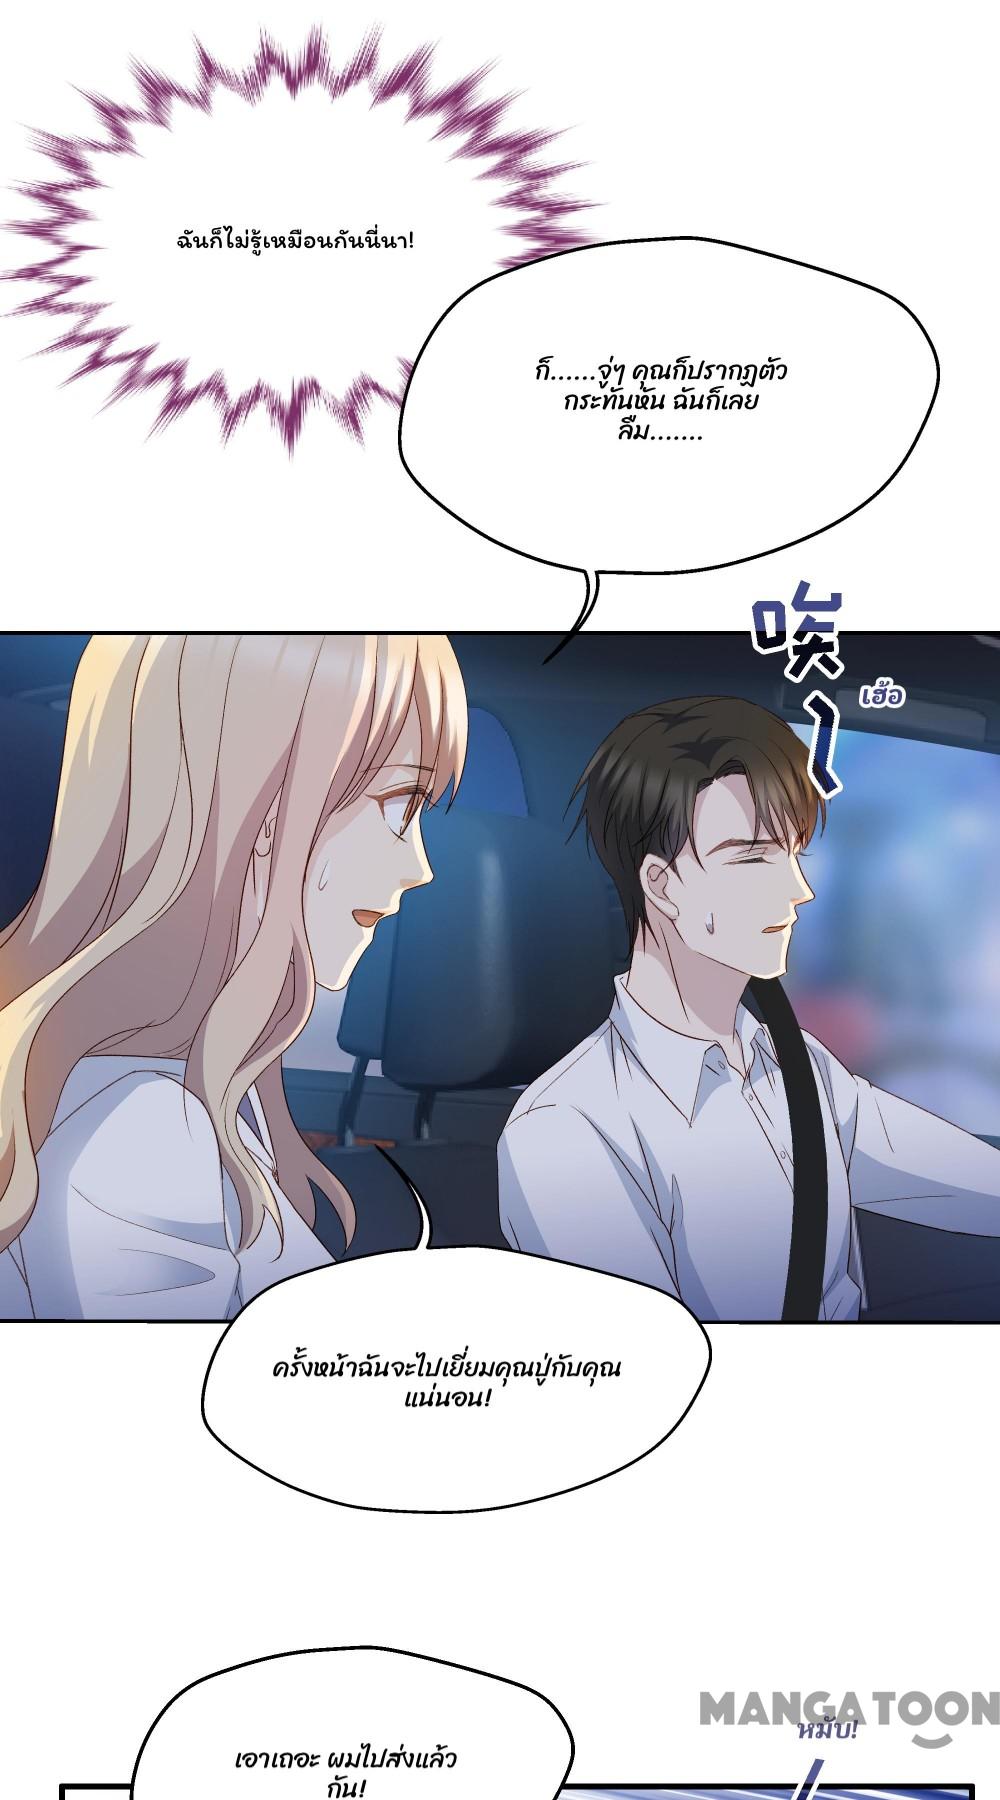 ฉันก็ไม่รู้เหมือนกันนี่นา!
ก็......จู่ๆ คุณก็ปรากฏตัว
กระทันหัน ฉันก็เลย
ลืม.......
唉~
เฮ้อ
ครั้งหน้าฉันจะไปเยี่ยมคุณปู่กับคุณ
แน่นอน!
MANGATOON
หมับ!
เอาเถอะ ผมไปส่งแล้ว
กัน!